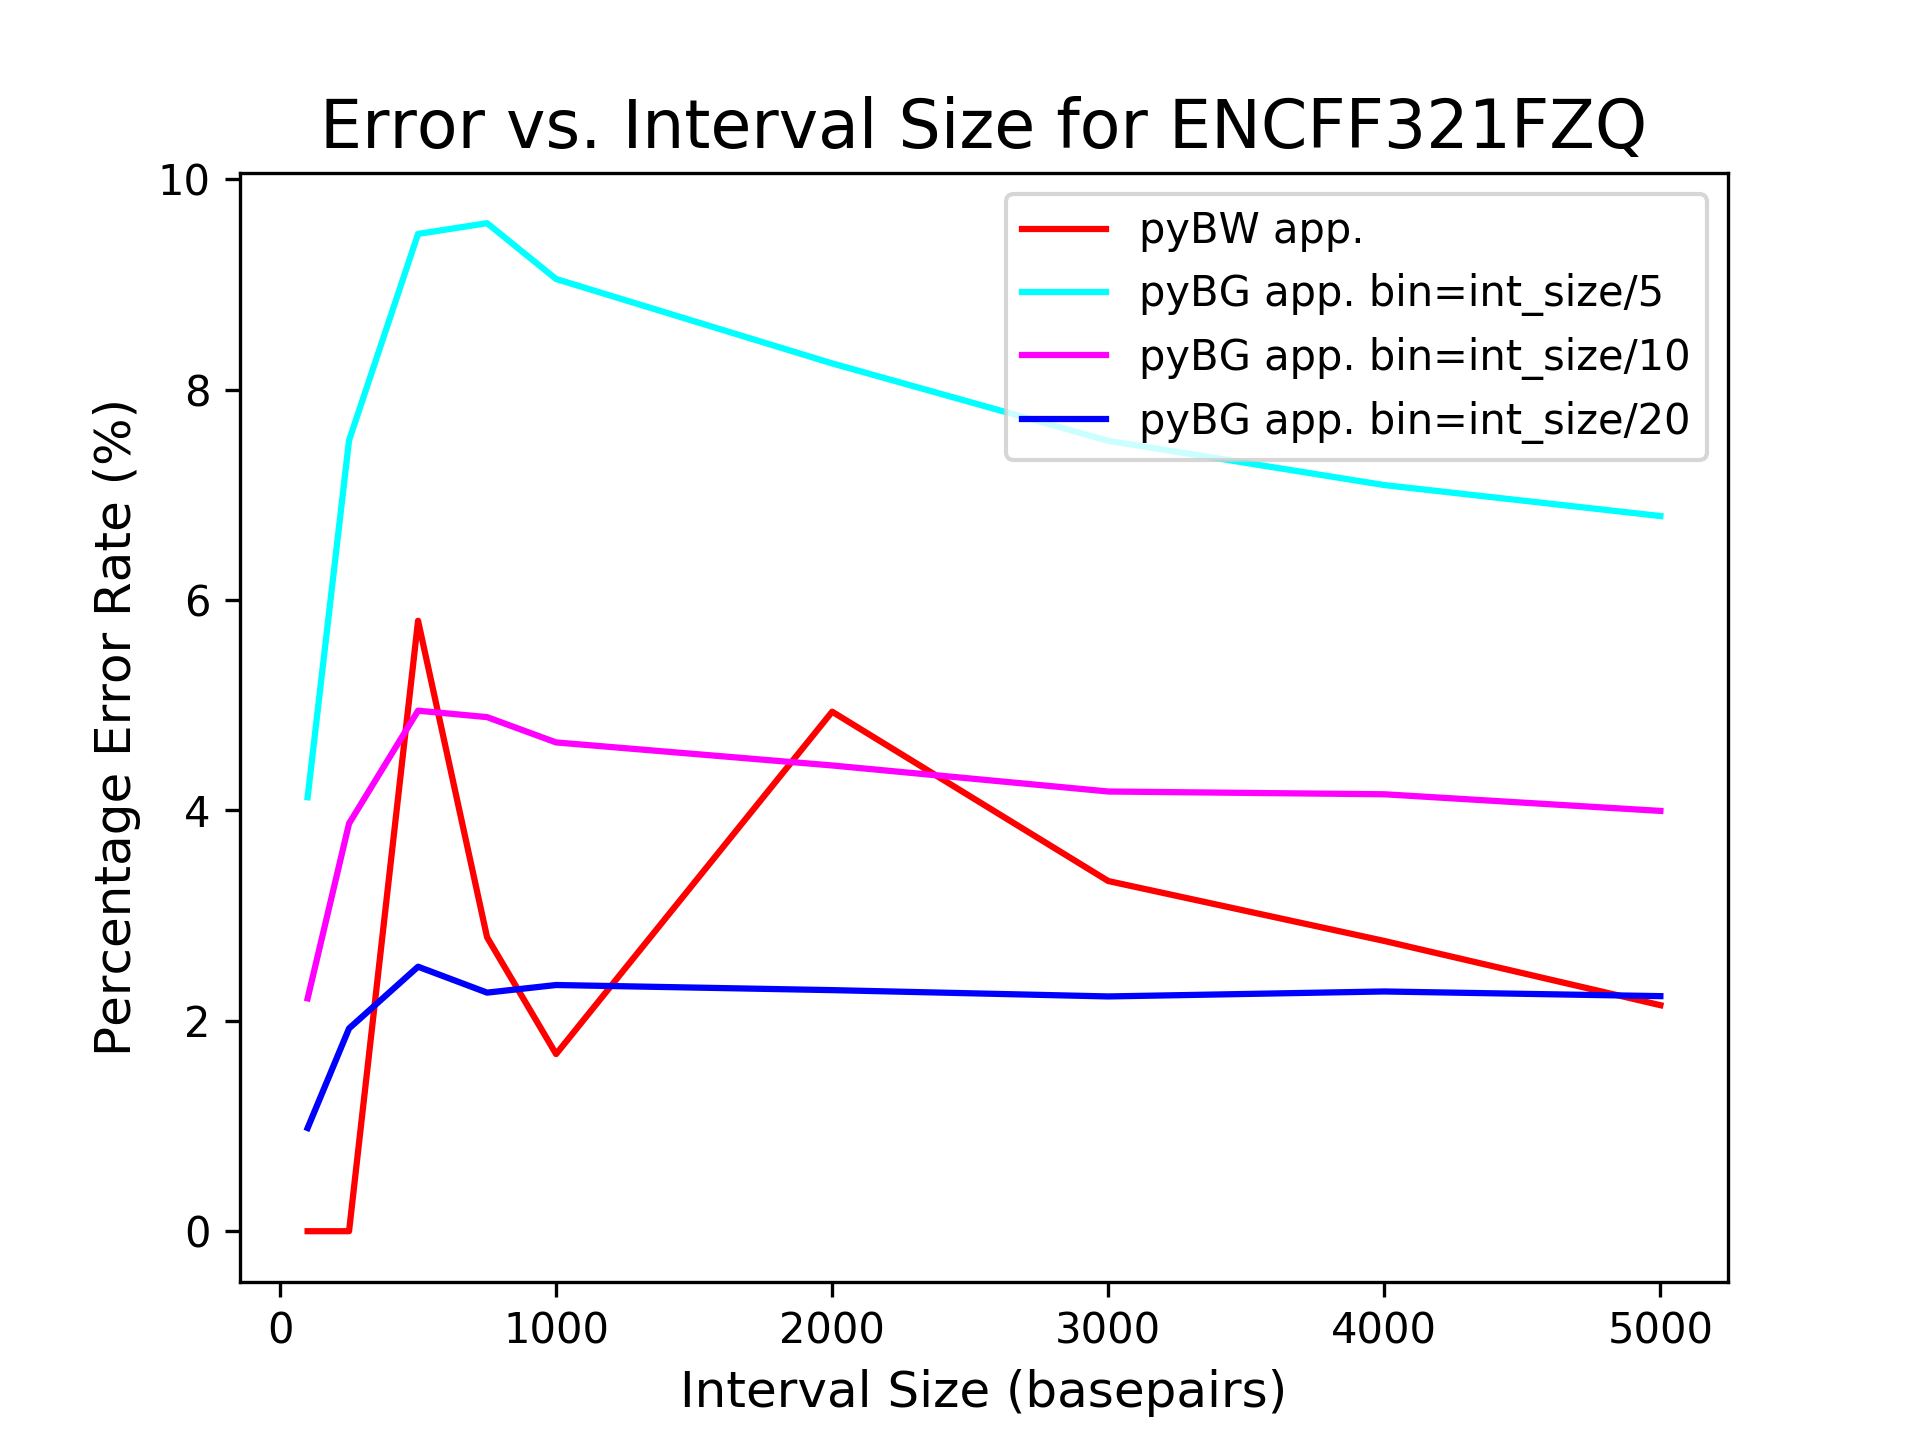 Error vs. Interval Size for ENCFF321FZQ
10
8
6
4
2
0
Percentage Error Rate (%)
pyBW app.
pyBG app. bin=int_size/5
pyBG app. bin=int_size/10
pyBG app. bin=int_size/20
0 1000 2000 3000 4000 5000
Interval Size (basepairs)